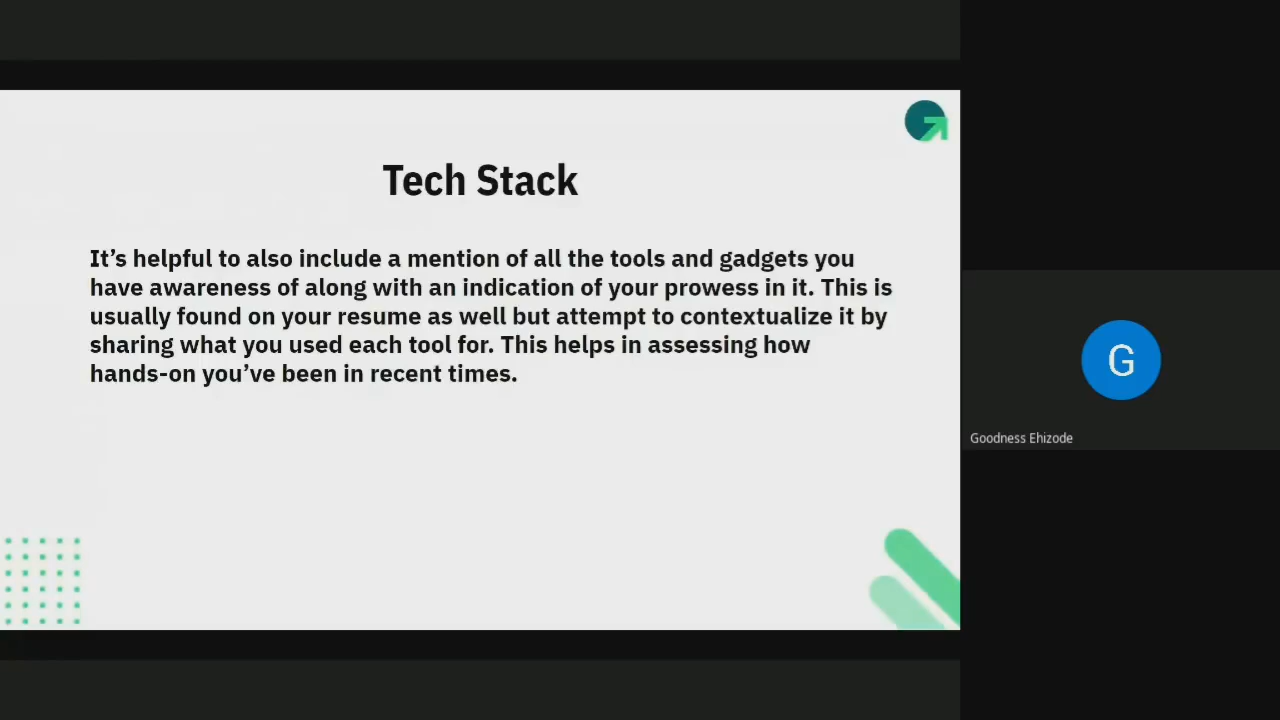 Tech Stack
It’s helpful to also include a mention of all the tools and gadgets you
have awareness of along with an indication of your prowess in it. This is
usually found on your resume as well but attempt to contextualize it by
sharing what you used each tool for. This helps in assessing how
hands-on you’ve been in recent times.
G
Goodness Ehizode